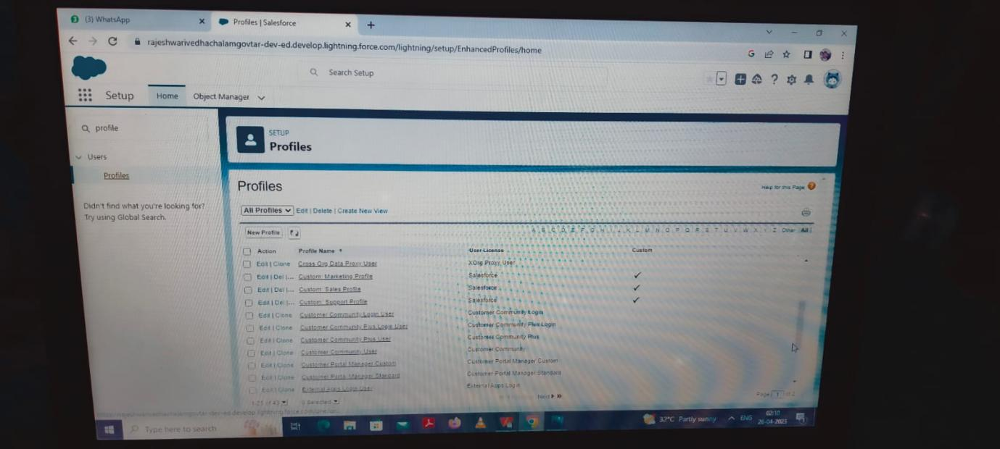 (3) WhatsApp
Profiles | Salesforce
rajeshwarivedhachalamgovtar-dev-ed.develop.lightning.force.com/lightning/setup/EnhancedProfiles/home
Search Setup
Setup Home Object Manager
profile
Users
Profiles
Didn't find what you're looking for?
Try using Global Search.
SETUP
Profiles
Profiles
Help for this Page
All Profiles Edit | Delete | Create New View
New Profile
A B C D E F G H I J K L M N O P Q R S T U V W X Y Z Other All
Action Profile Name User License Custom
Edit | Clone Cross Org Data Proxy User XOrg Proxy User
Edit | Del |... Custom: Marketing Profile Salesforce ✓
Edit | Del |... Custom: Sales Profile Salesforce ✓
Edit | Del |... Custom: Support Profile Salesforce ✓
Edit | Clone Customer Community Login User Customer Community Login
Edit | Clone Customer Community Plus Login User Customer Community Plus Login
Edit | Clone Customer Community Plus User Customer Community Plus
Edit | Clone Customer Community User Customer Community
Edit | Clone Customer Portal Manager Custom Customer Portal Manager Custom
Edit | Clone Customer Portal Manager Standard Customer Portal Manager Standard
Edit | Clone External Apps Login User External Apps Login
1-25 of 43 0 Selected Next Page 1 of 2
Type here to search
32°C Partly sunny ENG
02:10
26-04-2023